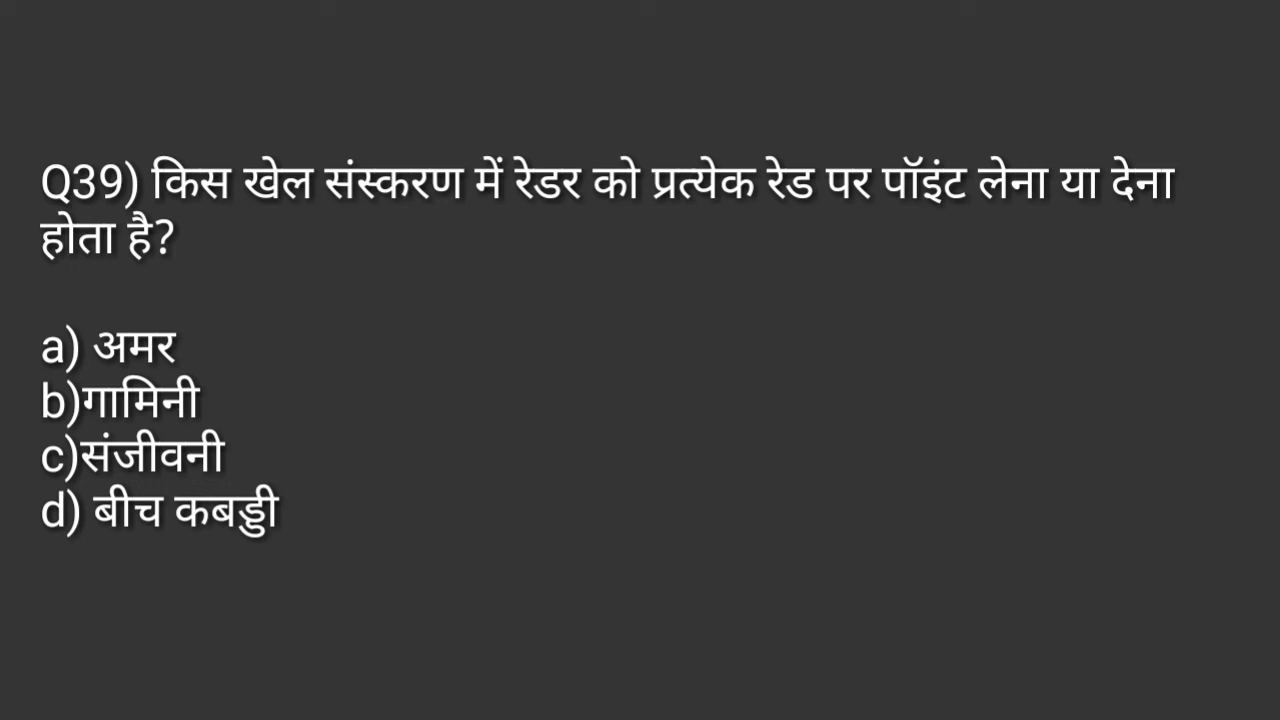 Q39) किस खेल संस्करण में रेडर को प्रत्येक रेड पर पॉइंट लेना या देना
होता है?
a) अमर
b)गामिनी
c)संजीवनी
d) बीच कबड्डी